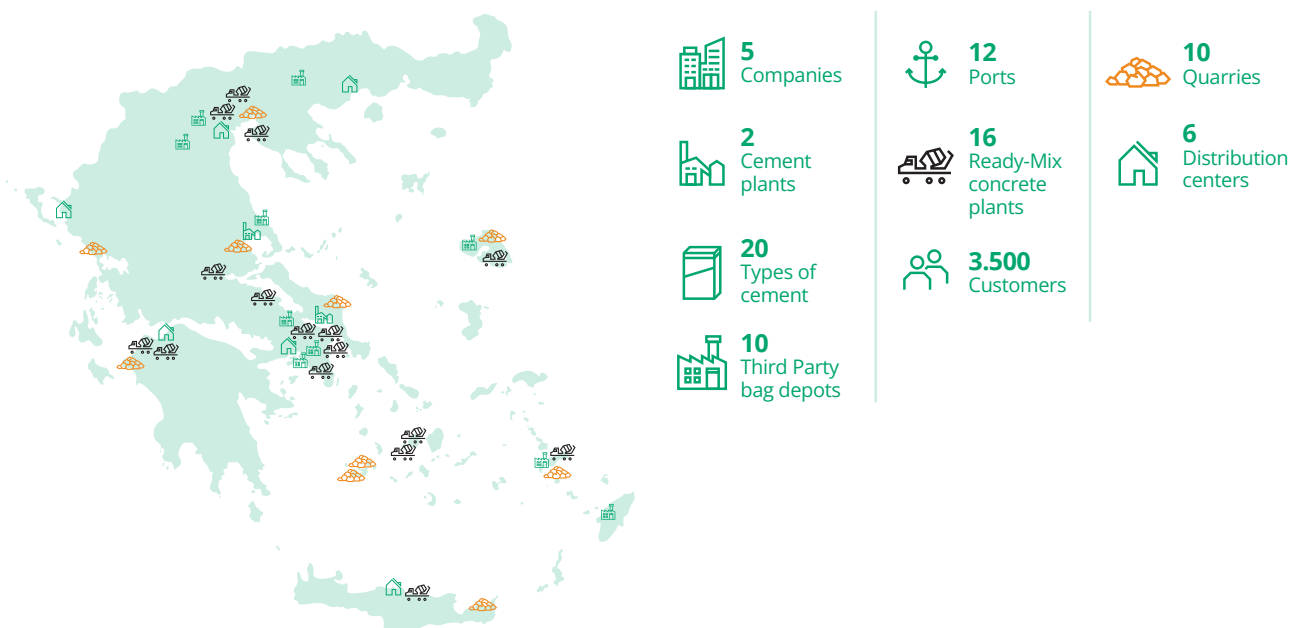 5
Companies
2
Cement
plants
20
Types of
cement
10
Third Party
bag depots
12
Ports
16
Ready-Mix
concrete
plants
3.500
Customers
10
Quarries
6
Distribution
centers